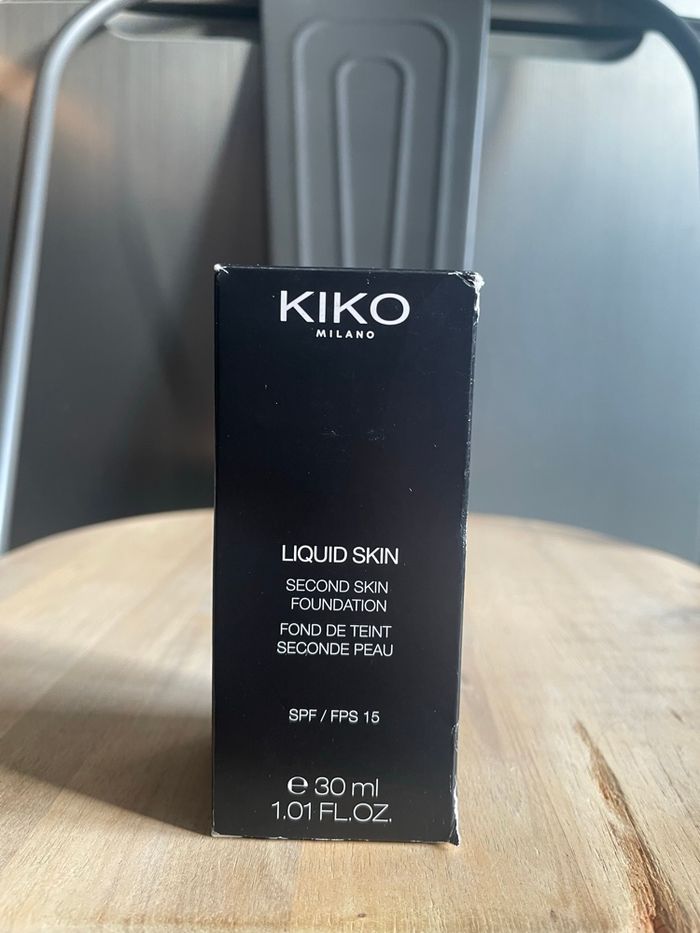 KIKO
MILANO
LIQUID SKIN
SECOND SKIN
FOUNDATION
FOND DE TEINT
SECONDE PEAU
SPF / FPS 15
℮ 30 ml
1.01 FL.OZ.